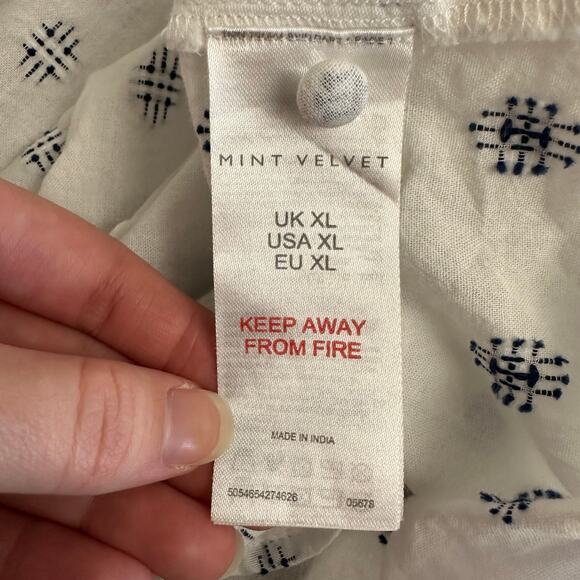 MINT VELVET
UK XL
USA XL
EU XL
KEEP AWAY
FROM FIRE
MADE IN INDIA
5054654274626 05678